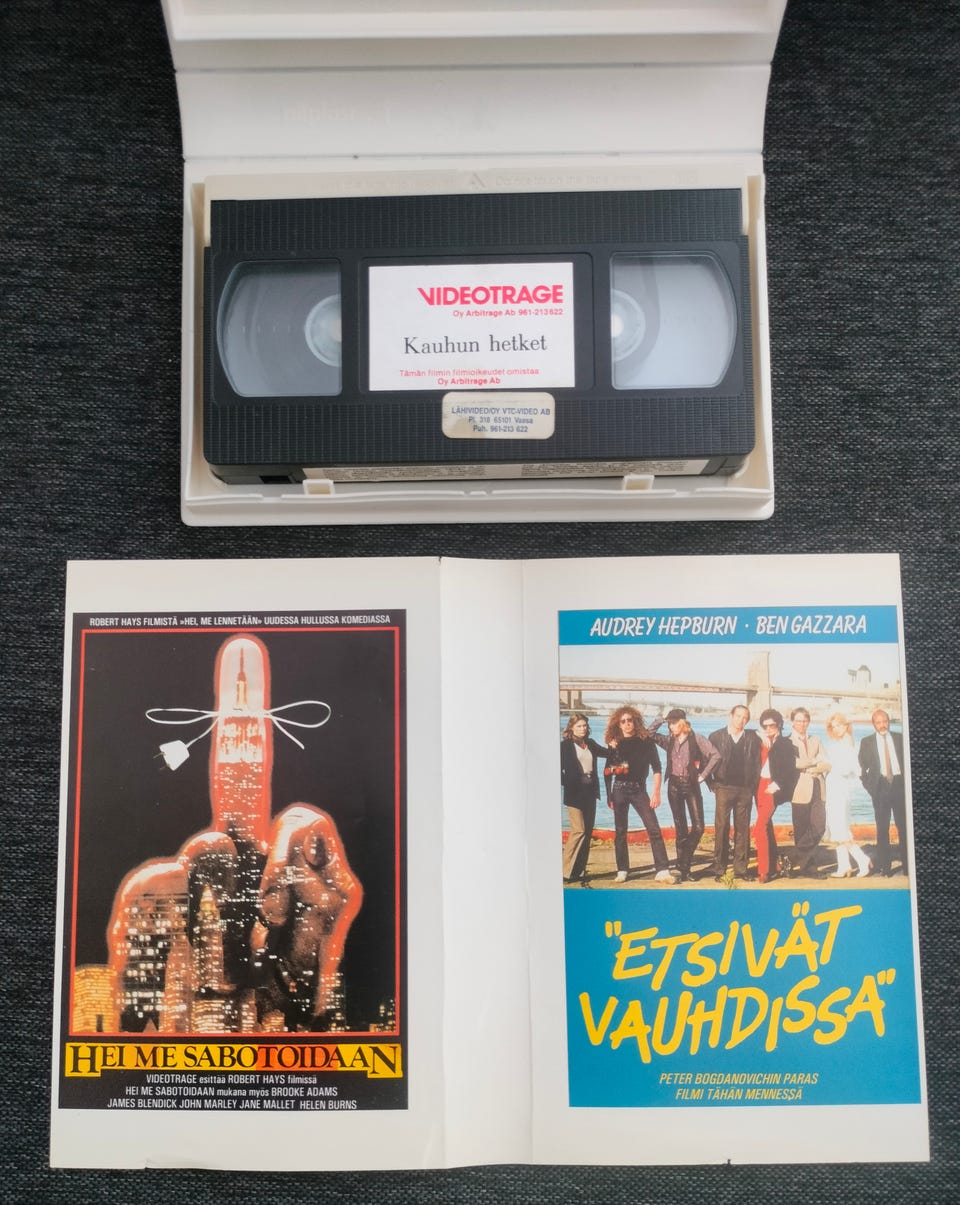 VIDEOTRAGE
Oy Arbitrage Ab 961-213622
Kauhun hetket
Tämän filmin filmioikeudet omistaa
Oy Arbitrage Ab
LÄHIVIDEO/OY VTC-VIDEO AB
Pl. 318 65101 Vaasa
Puh. 961-213 622
ROBERT HAYS FILMISTÄ »HEI, ME LENNETÄÄN» UUDESSA HULLUSSA KOMEDIASSA
HEI ME SABOTOIDAAN
VIDEOTRAGE esittää ROBERT HAYS filmissä
HEI ME SABOTOIDAAN mukana myös BROOKE ADAMS
JAMES BLENDICK JOHN MARLEY JANE MALLET HELEN BURNS
AUDREY HEPBURN · BEN GAZZARA
"ETSIVÄT
VAUHDISSA"
PETER BOGDANOVICHIN PARAS
FILMI TÄHÄN MENNESSÄ